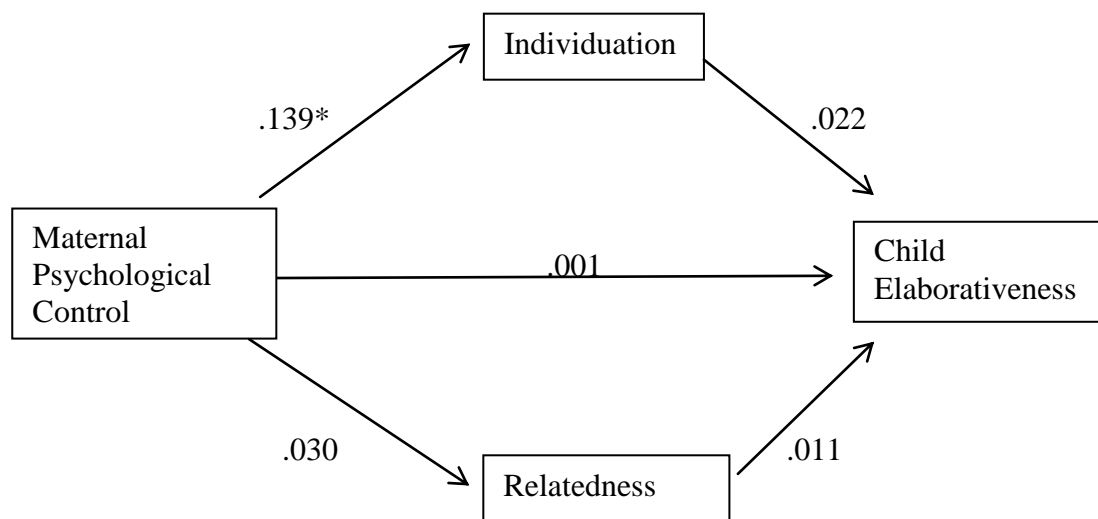 Individuation
.139*
.022
Maternal
Psychological
Control
.001
Child
Elaborativeness
.030
.011
Relatedness